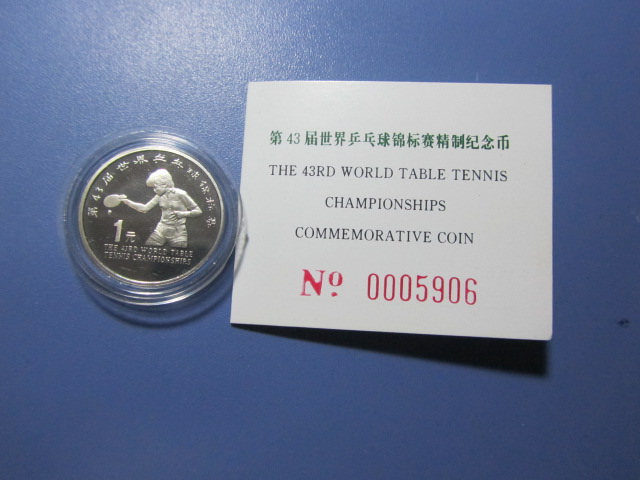 第43届世界乒乓球锦标赛
1元
THE 43RD WORLD TABLE
TENNIS CHAMPIONSHIPS
第 43 届世界乒乓球锦标赛精制纪念币
THE 43RD WORLD TABLE TENNIS
CHAMPIONSHIPS
COMMEMORATIVE COIN
Nº 0005906